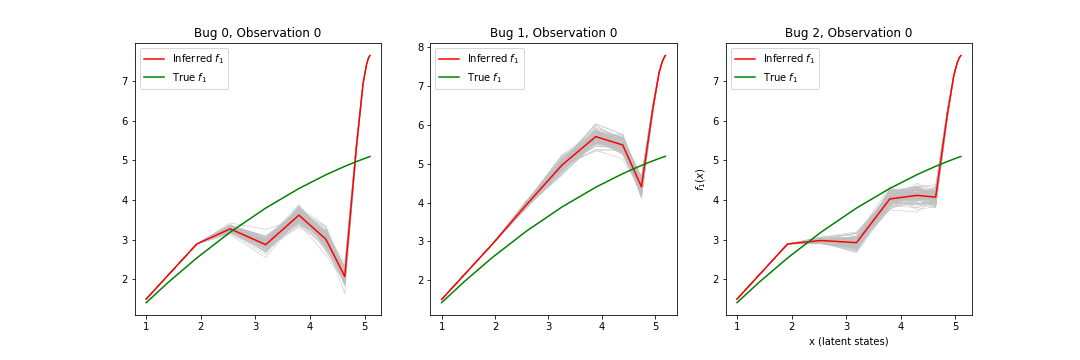 Bug 0, Observation 0
Inferred f₁
True f₁
7
6
5
4
3
2
1 2 3 4 5
Bug 1, Observation 0
Inferred f₁
True f₁
8
7
6
5
4
3
2
1 2 3 4 5
Bug 2, Observation 0
Inferred f₁
True f₁
f₁(x)
7
6
5
4
3
2
1 2 3 4 5
x (latent states)